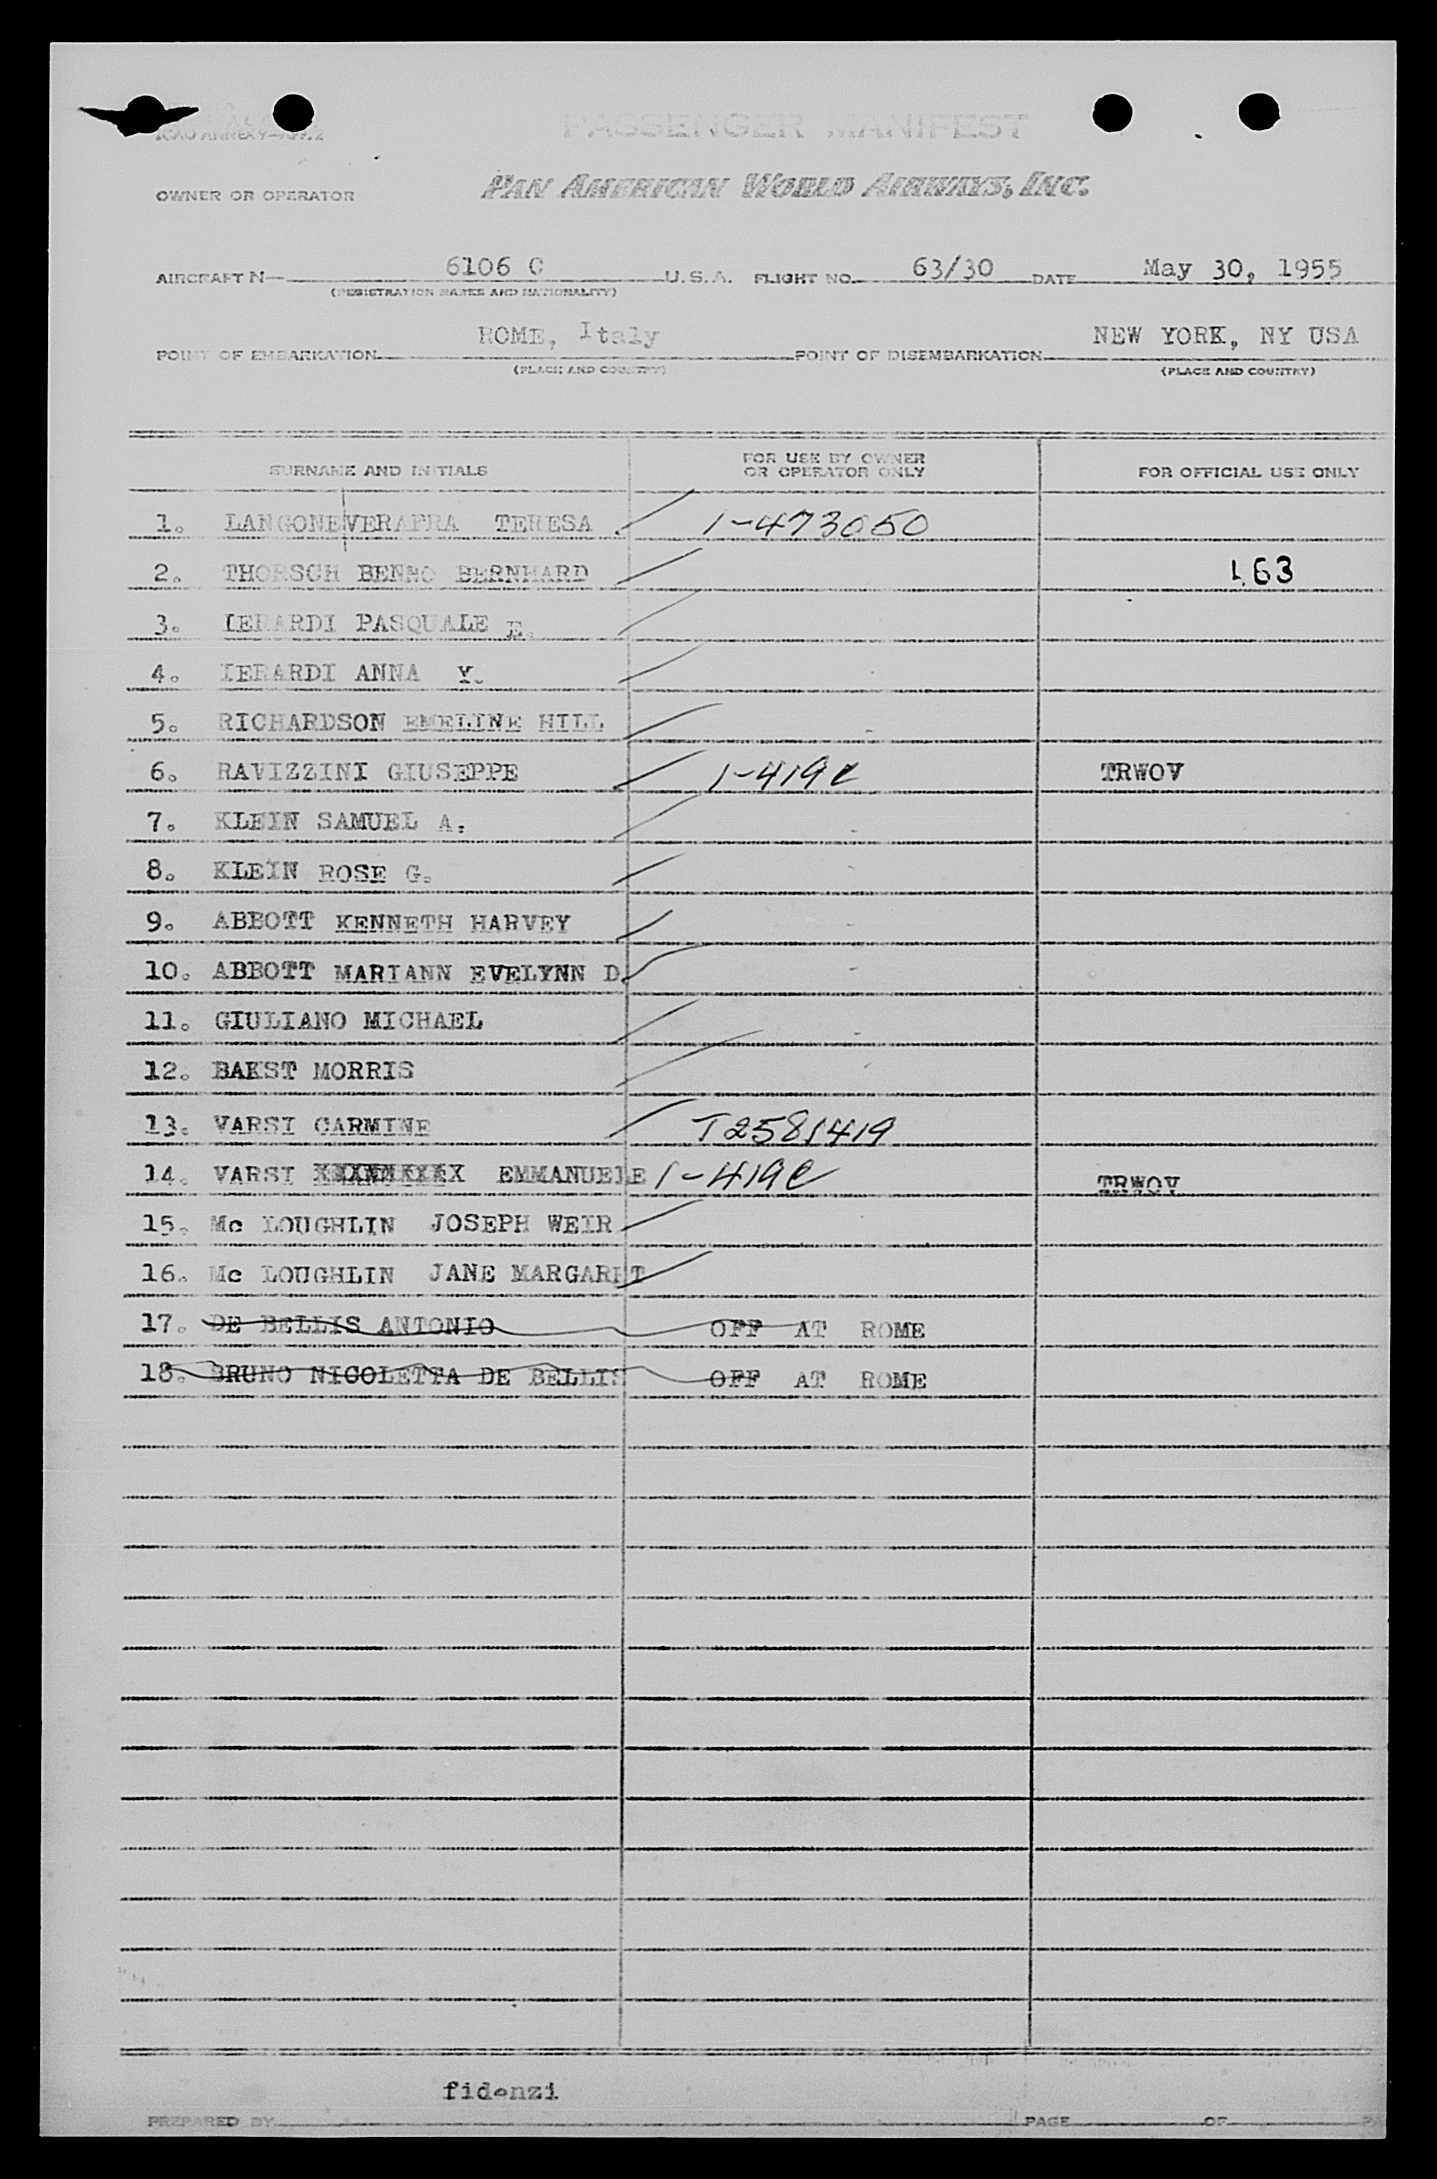 ICAO ANNEX 9—APP. 2
PASSENGER MANIFEST
OWNER OR OPERATOR PAN AMERICAN WORLD AIRWAYS, INC.
AIRCRAFT N— 6106 C U.S.A. FLIGHT NO. 63/30 DATE May 30, 1955
(REGISTRATION MARKS AND NATIONALITY)
ROME, Italy NEW YORK, NY USA
POINT OF EMBARKATION POINT OF DISEMBARKATION
(PLACE AND COUNTRY) (PLACE AND COUNTRY)
SURNAME AND INITIALS FOR USE BY OWNER OR OPERATOR ONLY FOR OFFICIAL USE ONLY
1. LANGONE VERAPRA TERESA 1-473050
2. THORSCH BENNO BERNHARD 163
3. IERARDI PASQUALE E.
4. IERARDI ANNA Y.
5. RICHARDSON EMELINE HILL
6. RAVIZZINI GIUSEPPE 1-419c TRWOV
7. KLEIN SAMUEL A.
8. KLEIN ROSE G.
9. ABBOTT KENNETH HARVEY
10. ABBOTT MARIANN EVELYNN D.
11. GIULIANO MICHAEL
12. BAKST MORRIS
13. VARSI CARMINE T2581419
14. VARSI EMMANUELE 1-419c TRWOV
15. Mc LOUGHLIN JOSEPH WEIR
16. Mc LOUGHLIN JANE MARGARET
17. DE BELLIS ANTONIO OFF AT ROME
18. BRUNO NICOLETTA DE BELLIS OFF AT ROME
fidenzi
PREPARED BY PAGE OF